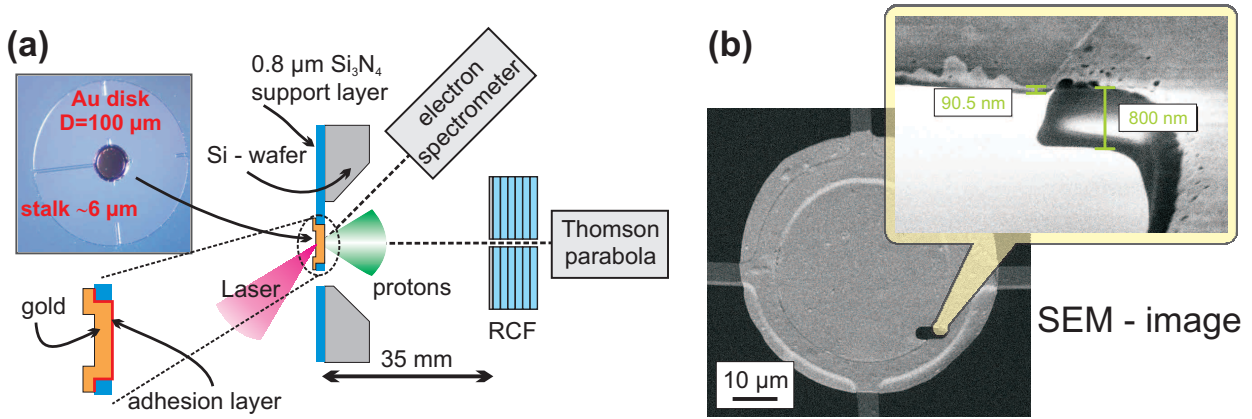 (a)
Au disk
D=100 µm
stalk ~6 µm
0.8 µm Si₃N₄
support layer
Si - wafer
electron
spectrometer
Thomson
parabola
Laser
protons
RCF
gold
35 mm
adhesion layer
(b)
90.5 nm
800 nm
SEM - image
10 µm